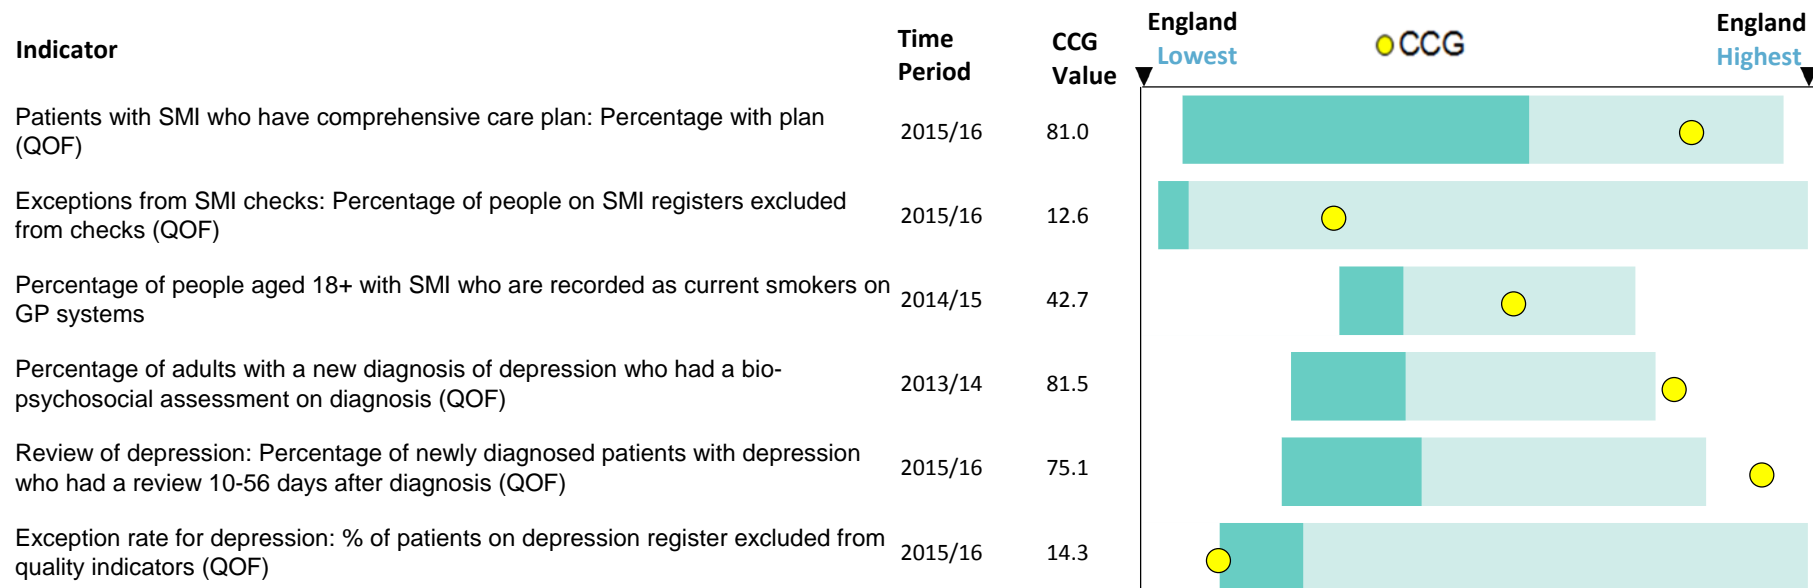 Indicator
Time
Period
CCG
Value
England
Lowest
CCG
England
Highest
Patients with SMI who have comprehensive care plan: Percentage with plan
(QOF)
2015/16
81.0
Exceptions from SMI checks: Percentage of people on SMI registers excluded
from checks (QOF)
2015/16
12.6
Percentage of people aged 18+ with SMI who are recorded as current smokers on
GP systems
2014/15
42.7
Percentage of adults with a new diagnosis of depression who had a bio-
psychosocial assessment on diagnosis (QOF)
2013/14
81.5
Review of depression: Percentage of newly diagnosed patients with depression
who had a review 10-56 days after diagnosis (QOF)
2015/16
75.1
Exception rate for depression: % of patients on depression register excluded from
quality indicators (QOF)
2015/16
14.3